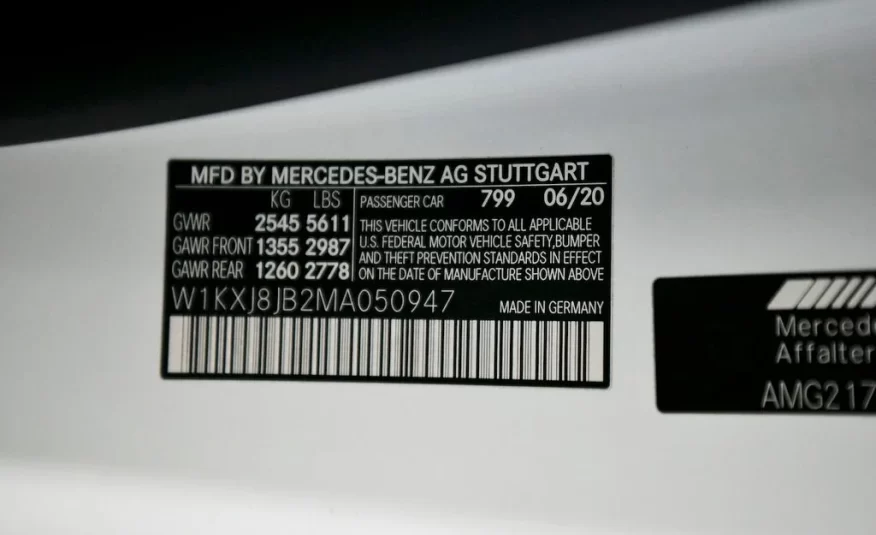 MFD BY MERCEDES-BENZ AG STUTTGART
KG LBS
GVWR 2545 5611
GAWR FRONT 1355 2987
GAWR REAR 1260 2778
PASSENGER CAR 799 06/20
THIS VEHICLE CONFORMS TO ALL APPLICABLE
U.S. FEDERAL MOTOR VEHICLE SAFETY,BUMPER
AND THEFT PREVENTION STANDARDS IN EFFECT
ON THE DATE OF MANUFACTURE SHOWN ABOVE
W1KXJ8JB2MA050947 MADE IN GERMANY
Mercede
Affalter
AMG217